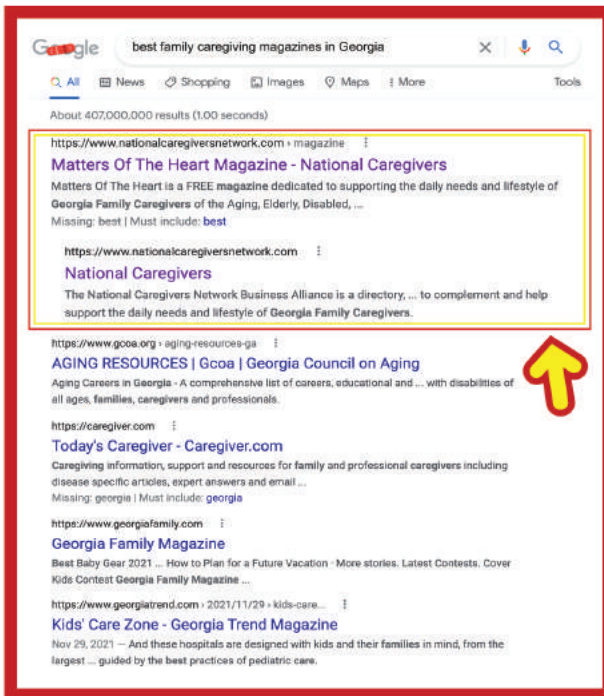 Google
best family caregiving magazines in Georgia
All News Shopping Images Maps More Tools
About 407,000,000 results (1.00 seconds)
https://www.nationalcaregiversnetwork.com › magazine
Matters Of The Heart Magazine - National Caregivers
Matters Of The Heart is a FREE magazine dedicated to supporting the daily needs and lifestyle of
Georgia Family Caregivers of the Aging, Elderly, Disabled, ...
Missing: best | Must include: best
https://www.nationalcaregiversnetwork.com
National Caregivers
The National Caregivers Network Business Alliance is a directory, ... to complement and help
support the daily needs and lifestyle of Georgia Family Caregivers.
https://www.gcoa.org › aging-resources-ga
AGING RESOURCES | Gcoa | Georgia Council on Aging
Aging Careers in Georgia - A comprehensive list of careers, educational and ... with disabilities of
all ages, families, caregivers and professionals.
https://caregiver.com
Today's Caregiver - Caregiver.com
Caregiving information, support and resources for family and professional caregivers including
disease specific articles, expert answers and email ...
Missing: georgia | Must include: georgia
https://www.georgiafamily.com
Georgia Family Magazine
Best Baby Gear 2021 ... How to Plan for a Future Vacation · More stories. Latest Contests. Cover
Kids Contest Georgia Family Magazine ...
https://www.georgiatrend.com › 2021/11/29 › kids-care...
Kids' Care Zone - Georgia Trend Magazine
Nov 29, 2021 — And these hospitals are designed with kids and their families in mind, from the
largest ... guided by the best practices of pediatric care.